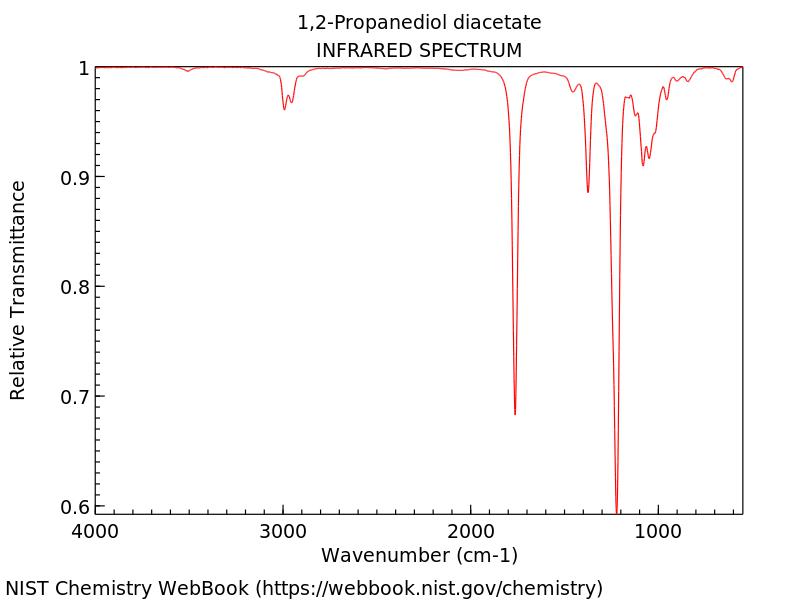 1,2-Propanediol diacetate
INFRARED SPECTRUM
1
0.9
0.8
0.7
0.6
Relative Transmittance
4000 3000 2000 1000
Wavenumber (cm-1)
NIST Chemistry WebBook (https://webbook.nist.gov/chemistry)